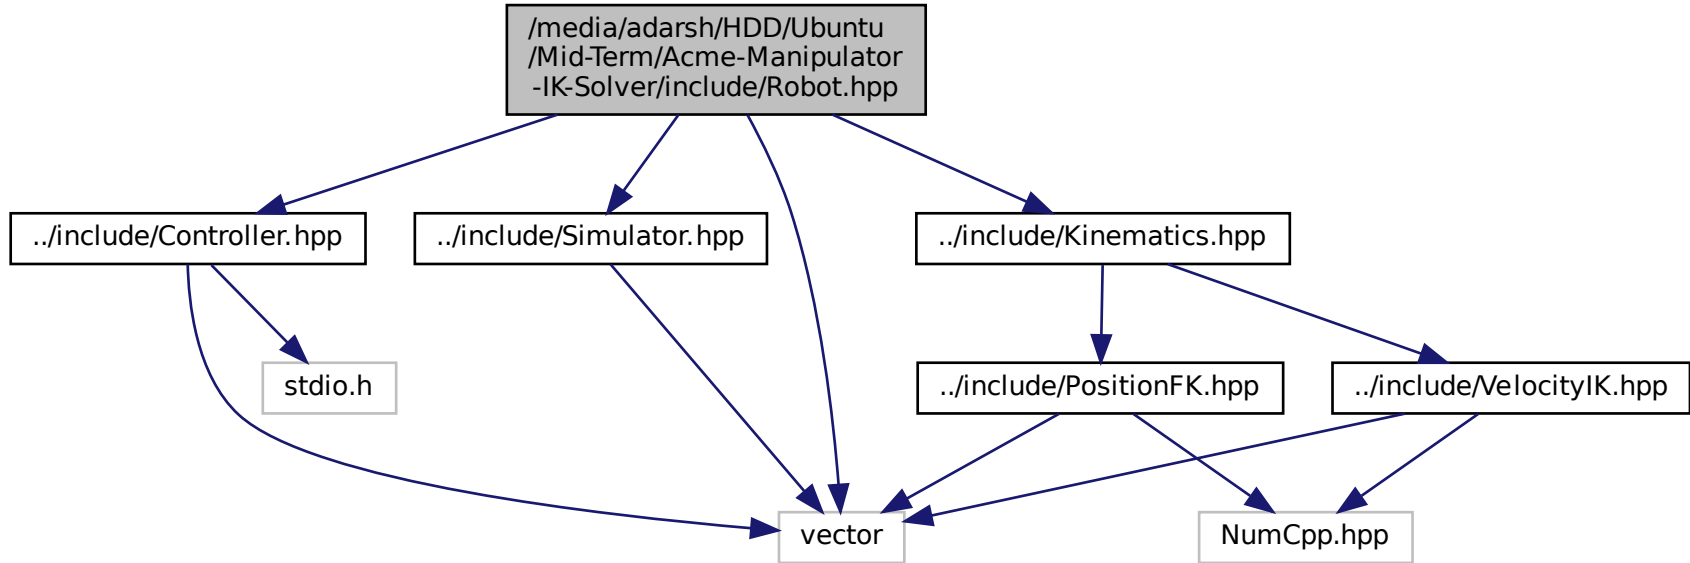 /media/adarsh/HDD/Ubuntu
/Mid-Term/Acme-Manipulator
-IK-Solver/include/Robot.hpp
../include/Controller.hpp
../include/Simulator.hpp
../include/Kinematics.hpp
stdio.h
../include/PositionFK.hpp
../include/VelocityIK.hpp
vector
NumCpp.hpp